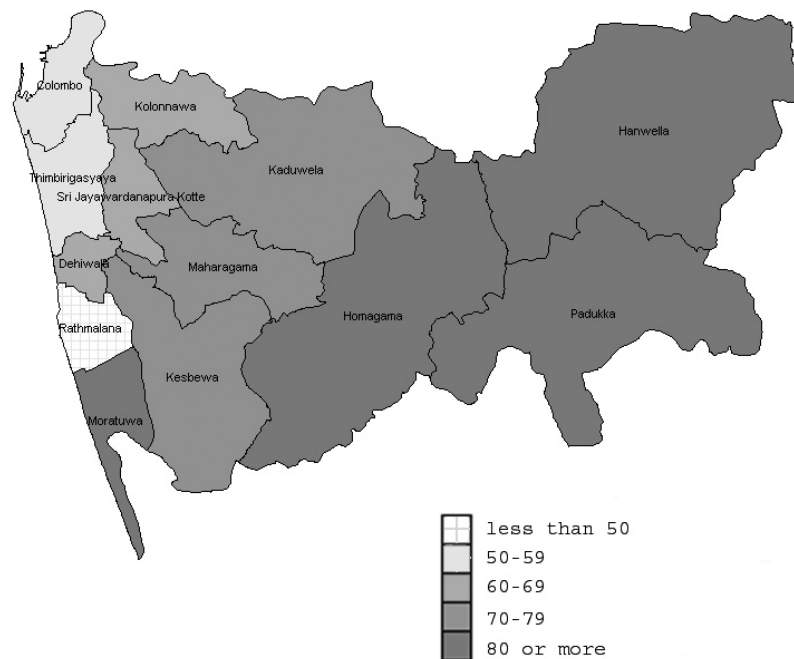 Colombo
Kolonnawa
Hanwella
Kaduwela
Thimbirigasyaya
Sri Jayawardanapura Kotte
Dehiwala
Maharagama
Homagama
Padukka
Rathmalana
Kesbewa
Moratuwa
less than 50
50-59
60-69
70-79
80 or more